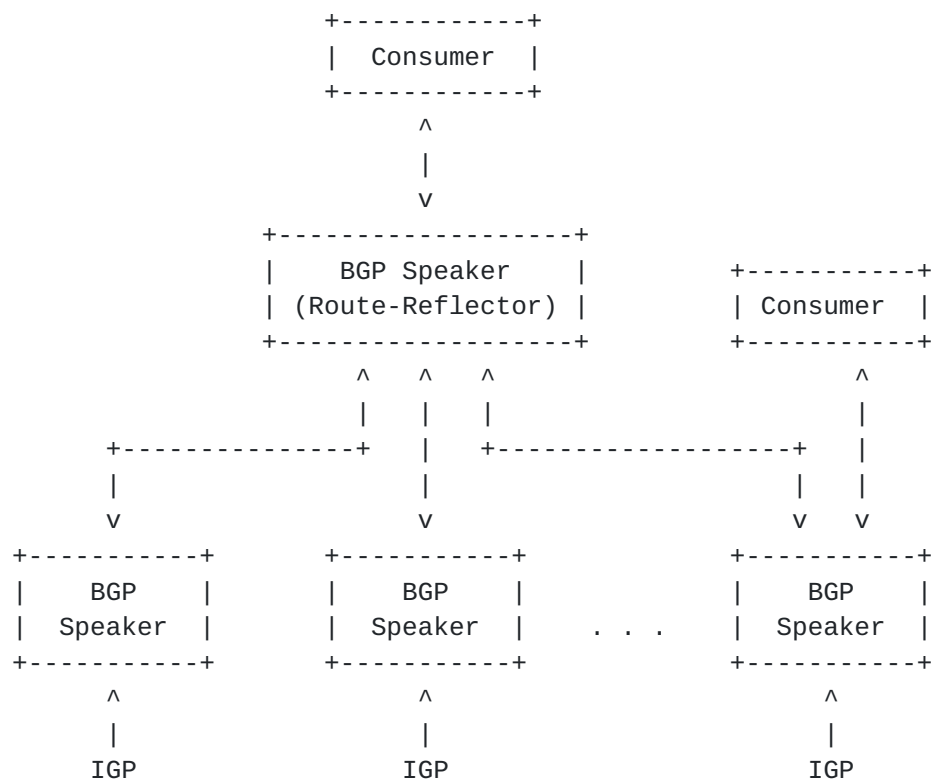 Consumer
BGP Speaker
(Route-Reflector)
Consumer
BGP
Speaker
BGP
Speaker
. . .
BGP
Speaker
IGP
IGP
IGP